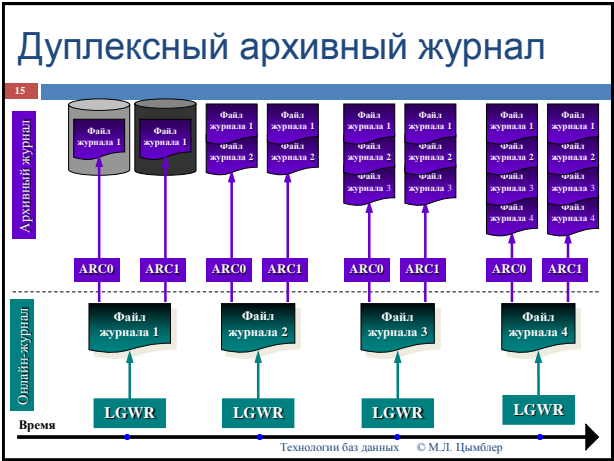 Дуплексный архивный журнал
15
Архивный журнал
Файл
журнала 1
Файл
журнала 1
Файл
журнала 1
Файл
журнала 2
Файл
журнала 1
Файл
журнала 2
Файл
журнала 1
Файл
журнала 2
Файл
журнала 3
Файл
журнала 1
Файл
журнала 2
Файл
журнала 3
Файл
журнала 1
Файл
журнала 2
Файл
журнала 3
Файл
журнала 4
Файл
журнала 1
Файл
журнала 2
Файл
журнала 3
Файл
журнала 4
ARC0 ARC1 ARC0 ARC1 ARC0 ARC1 ARC0 ARC1
Онлайн-журнал
Файл
журнала 1
Файл
журнала 2
Файл
журнала 3
Файл
журнала 4
LGWR LGWR LGWR LGWR
Время
Технологии баз данных © М.Л. Цымблер